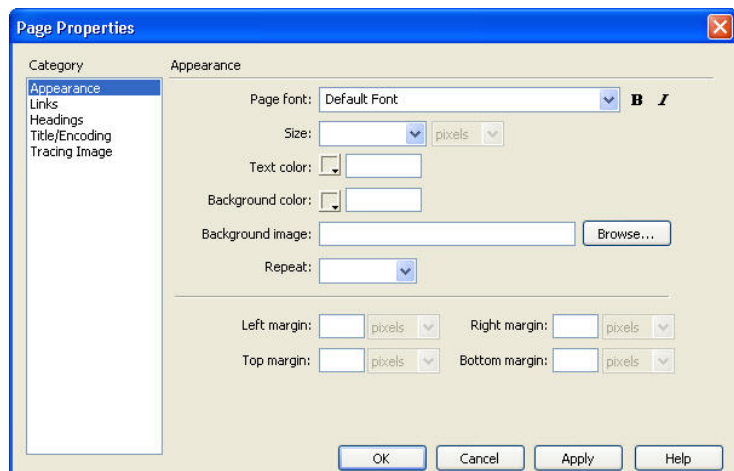 Page Properties
Category
Appearance
Links
Headings
Title/Encoding
Tracing Image
Appearance
Page font: Default Font B I
Size: pixels
Text color:
Background color:
Background image: Browse...
Repeat:
Left margin: pixels Right margin: pixels
Top margin: pixels Bottom margin: pixels
OK Cancel Apply Help